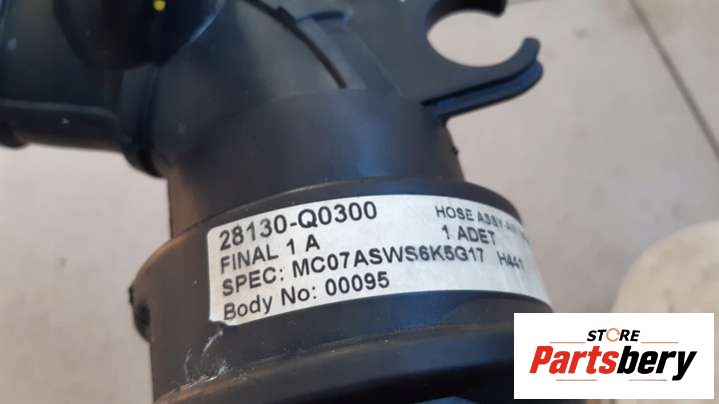 28130-Q0300
HOSE ASSY-
FINAL 1 A
1 ADET
SPEC: MC07ASWS6K5G17
Body No: 00095
STORE
Partsbery